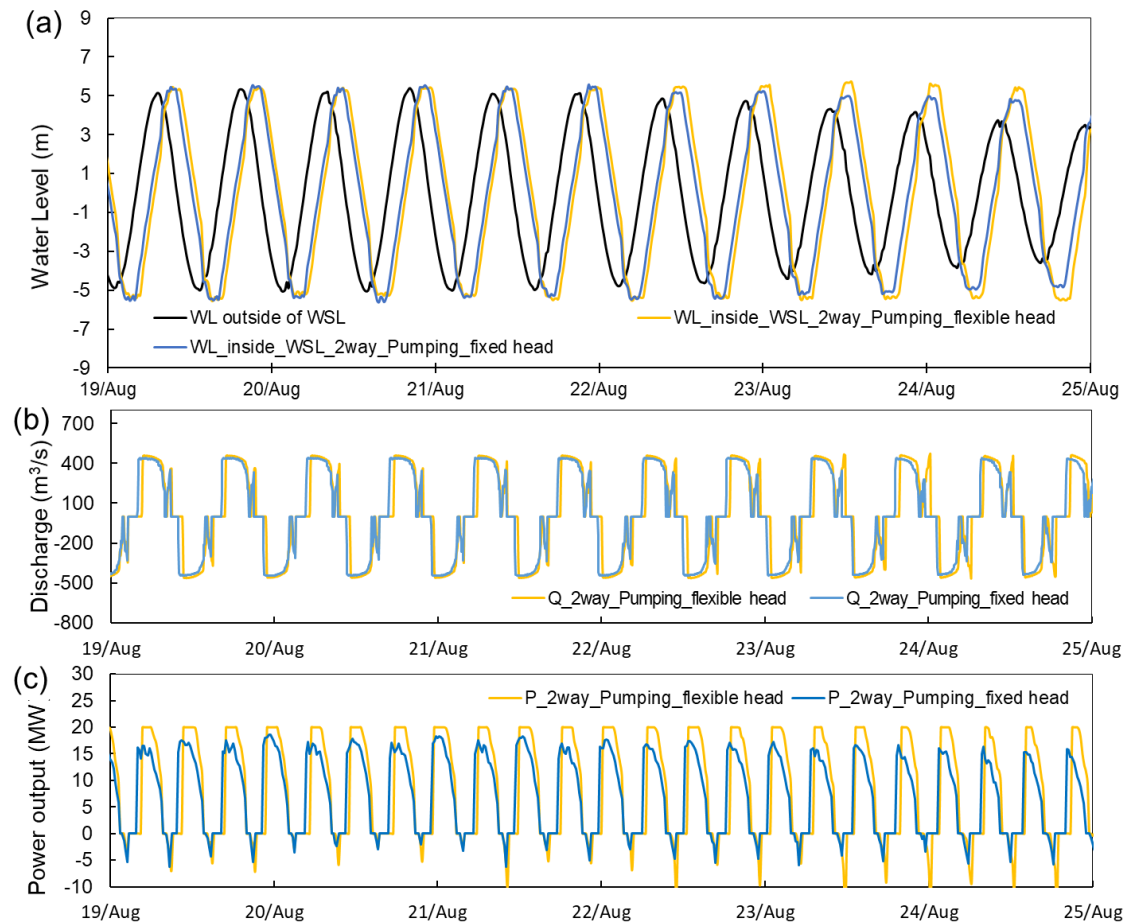 (a)
9
7
5
3
1
-1
-3
-5
-7
-9
Water Level (m)
WL outside of WSL
WL_inside_WSL_2way_Pumping_flexible head
WL_inside_WSL_2way_Pumping_fixed head
19/Aug 20/Aug 21/Aug 22/Aug 23/Aug 24/Aug 25/Aug
(b)
700
400
100
-200
-500
-800
Discharge (m³/s)
Q_2way_Pumping_flexible head
Q_2way_Pumping_fixed head
19/Aug 20/Aug 21/Aug 22/Aug 23/Aug 24/Aug 25/Aug
(c)
30
25
20
15
10
5
0
-5
-10
Power output (MW
P_2way_Pumping_flexible head
P_2way_Pumping_fixed head
19/Aug 20/Aug 21/Aug 22/Aug 23/Aug 24/Aug 25/Aug